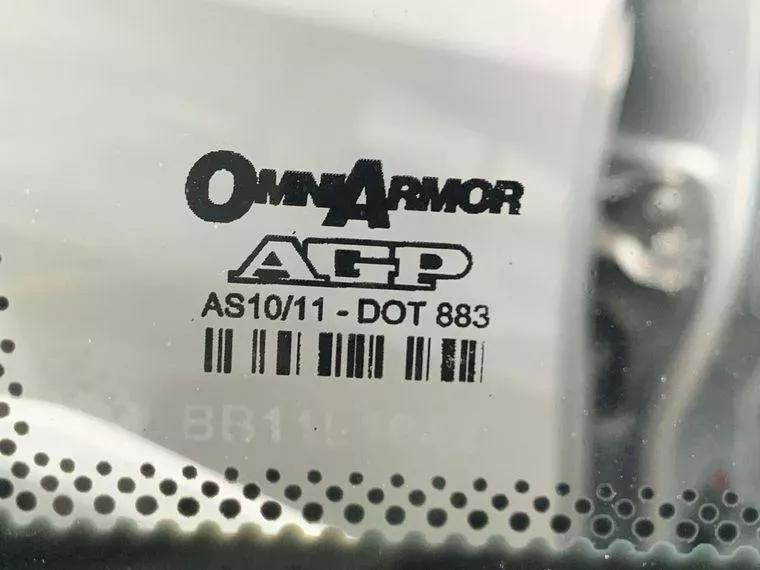 OMNIARMOR
AGP
AS10/11 - DOT 883